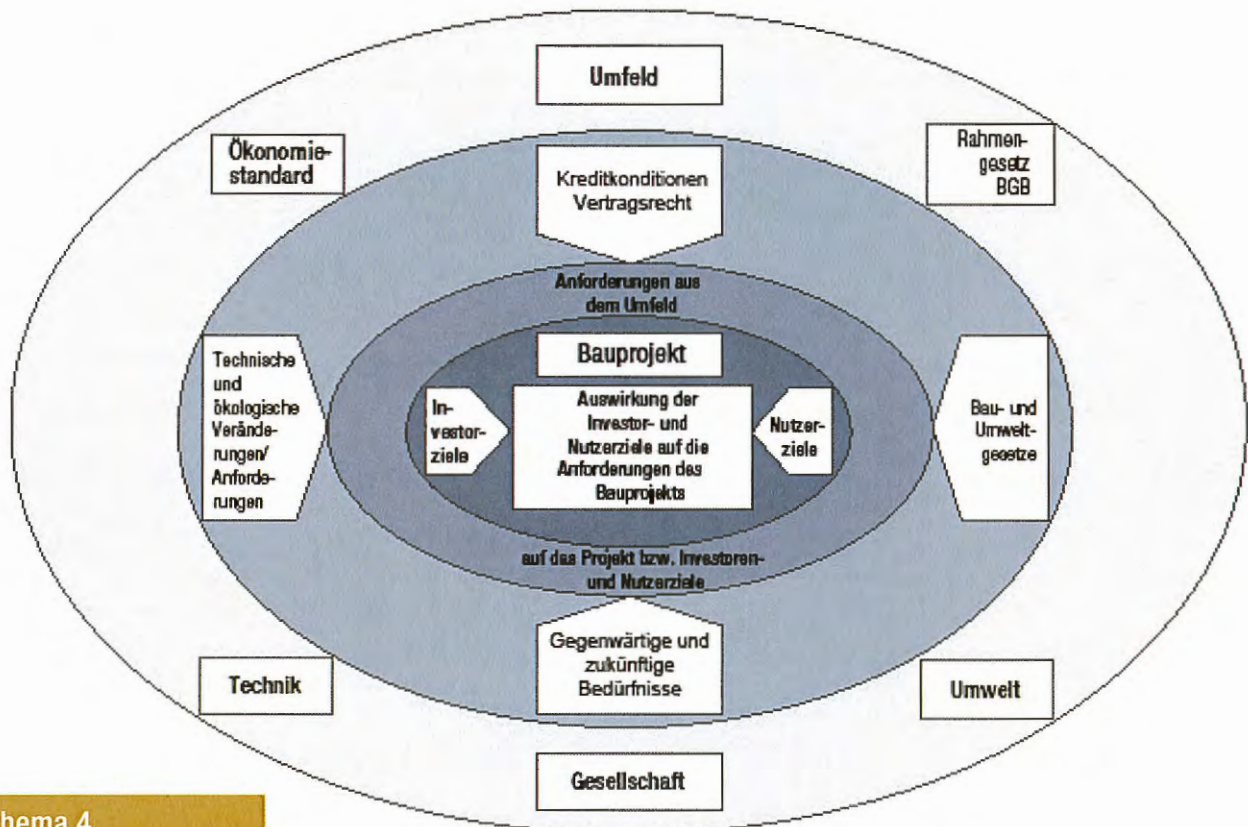 Umfeld
Ökonomie-
standard
Rahmen-
gesetz
BGB
Kreditkonditionen
Vertragsrecht
Anforderungen aus
dem Umfeld
Bauprojekt
Technische
und
ökologische
Verände-
rungen/
Anforde-
rungen
In-
vestor-
ziele
Auswirkung der
Investor- und
Nutzerziele auf die
Anforderungen des
Bauprojekts
Nutzer-
ziele
Bau- und
Umwelt-
gesetze
auf das Projekt bzw. Investoren-
und Nutzerziele
Gegenwärtige und
zukünftige
Bedürfnisse
Technik
Umwelt
Gesellschaft
hema 4